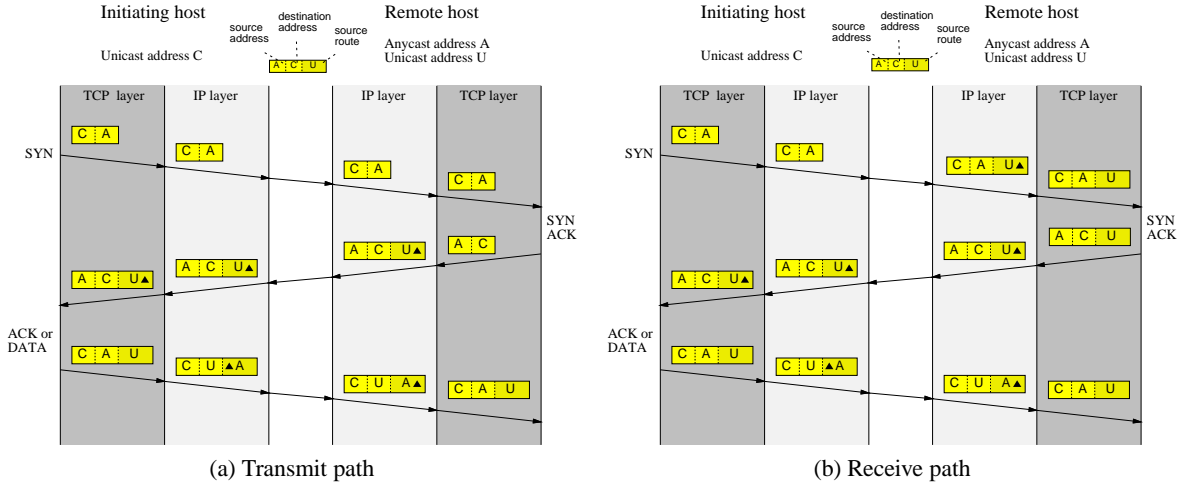 Initiating host
Remote host
destination
address
source
address
source
route
Unicast address C
Anycast address A
Unicast address U
A C U
TCP layer
IP layer
IP layer
TCP layer
SYN
C A
C A
C A
C A
SYN
ACK
A C
A C U▲
A C U▲
A C U▲
ACK or
DATA
C A U
C U ▲A
C U A▲
C A U
(a) Transmit path
Initiating host
Remote host
destination
address
source
address
source
route
Unicast address C
Anycast address A
Unicast address U
A C U
TCP layer
IP layer
IP layer
TCP layer
SYN
C A
C A
C A U▲
C A U
SYN
ACK
A C U
A C U▲
A C U▲
A C U▲
ACK or
DATA
C A U
C U ▲A
C U A▲
C A U
(b) Receive path